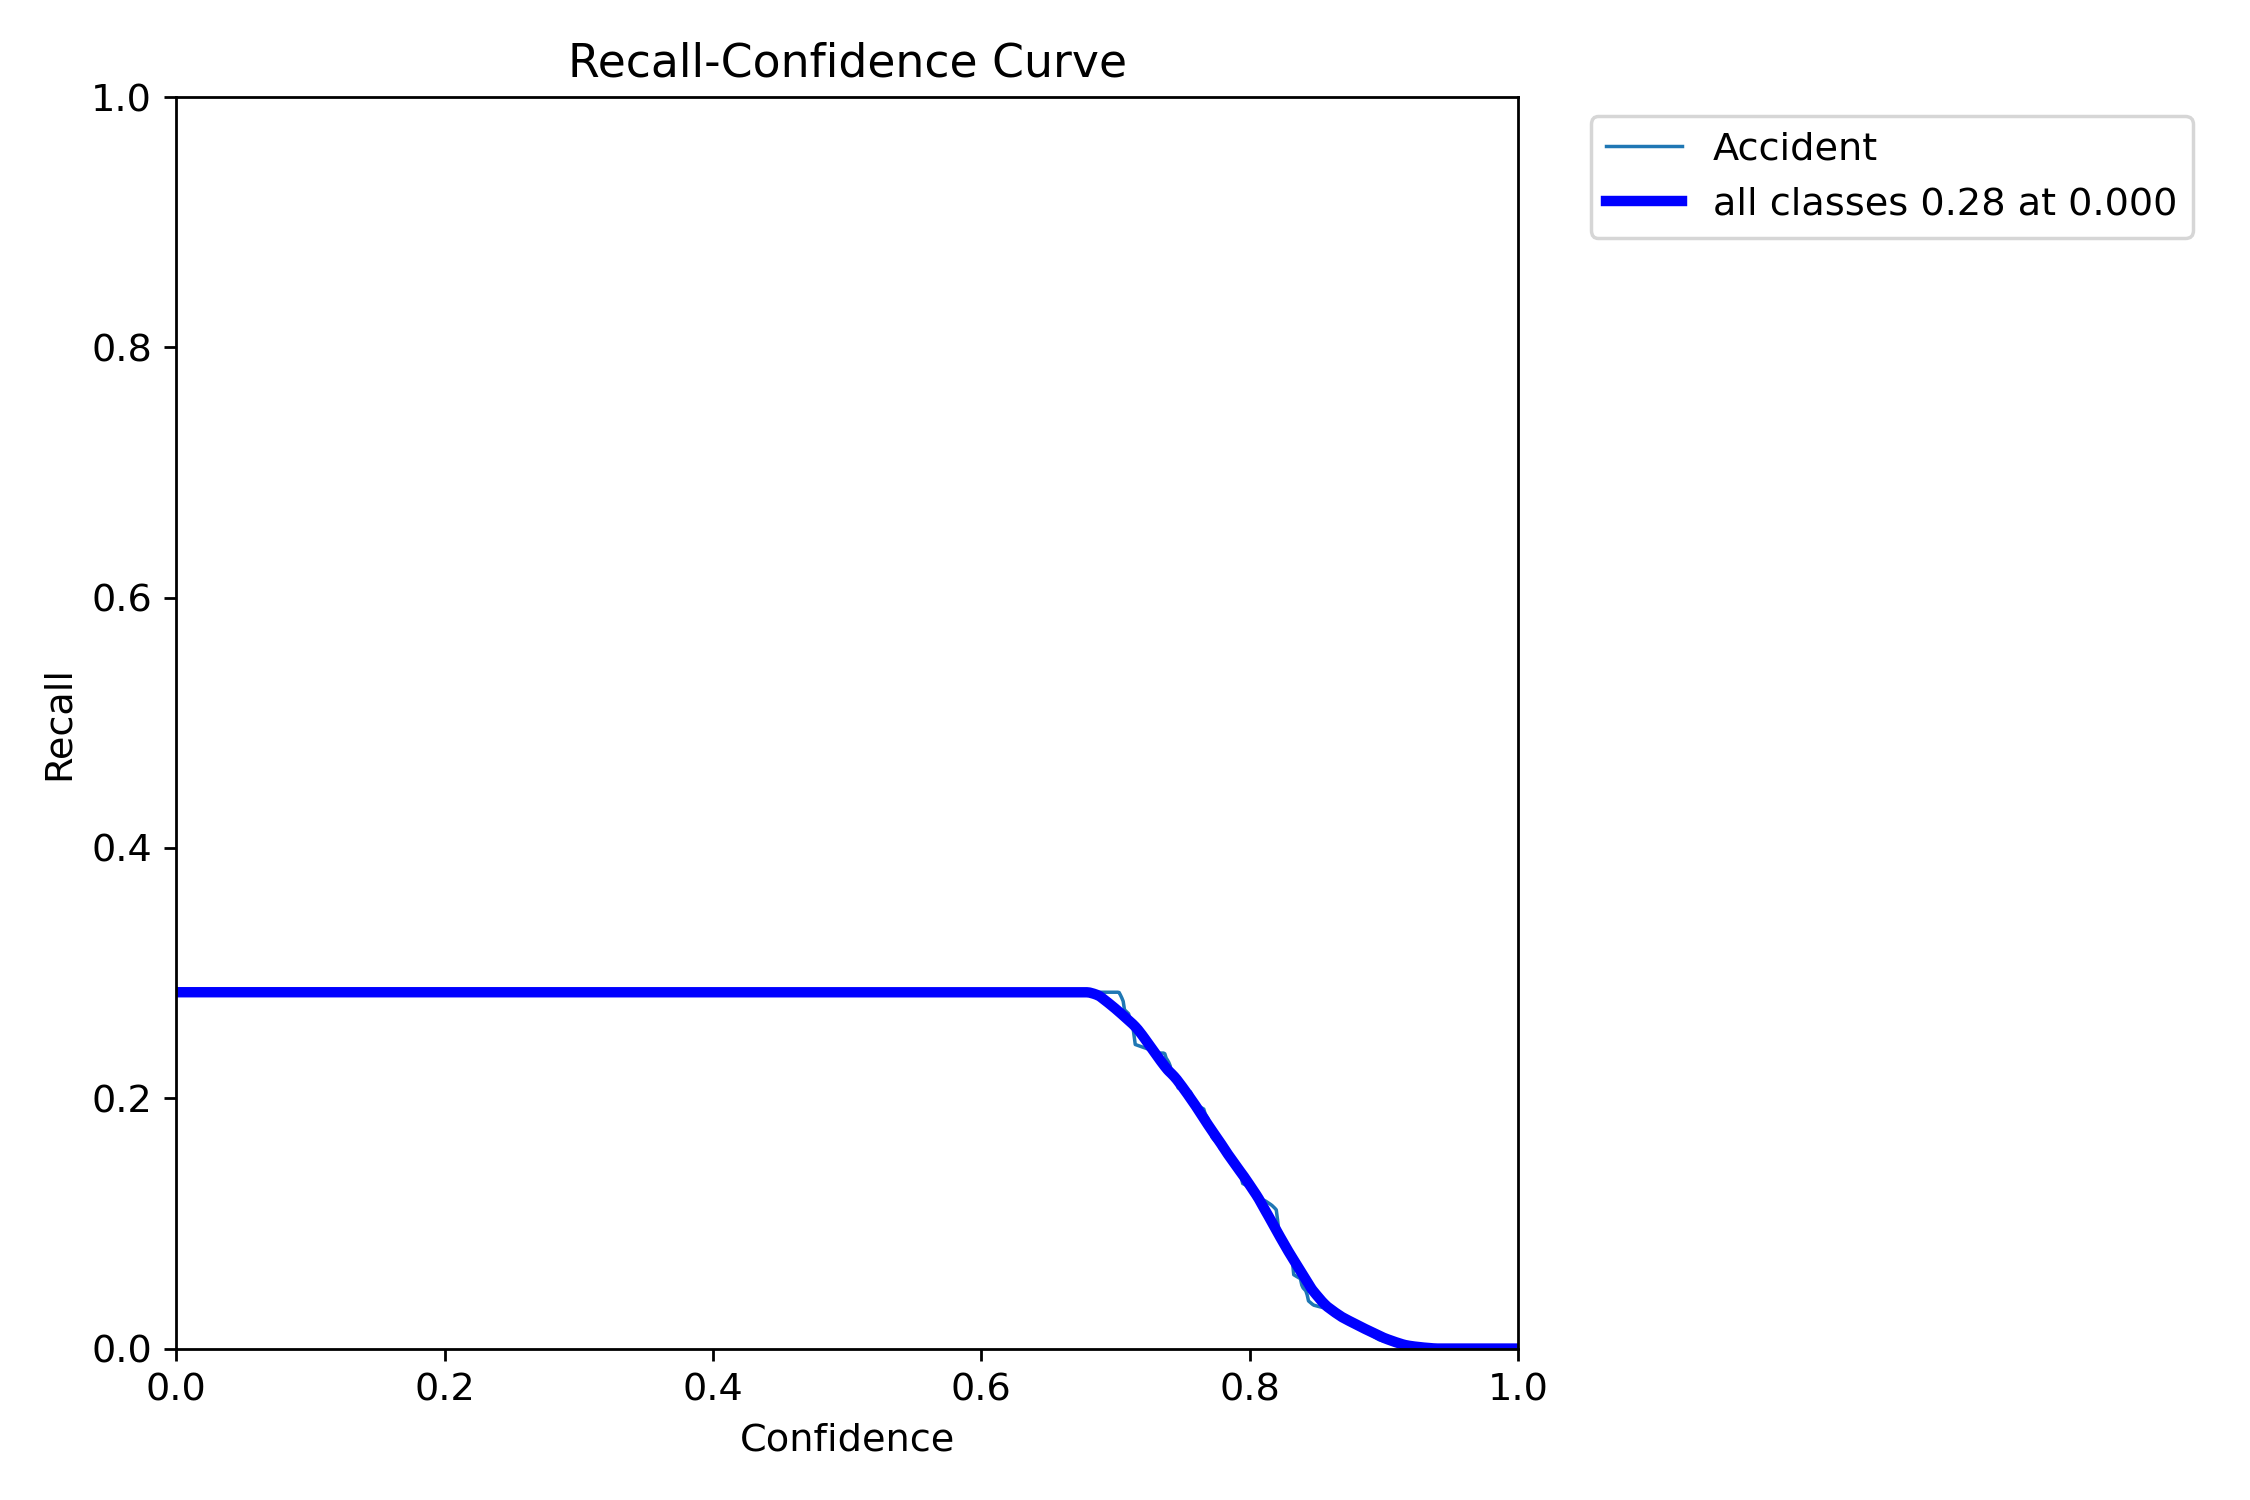 Recall-Confidence Curve
1.0
0.8
0.6
0.4
0.2
0.0
Recall
0.0 0.2 0.4 0.6 0.8 1.0
Confidence
Accident
all classes 0.28 at 0.000